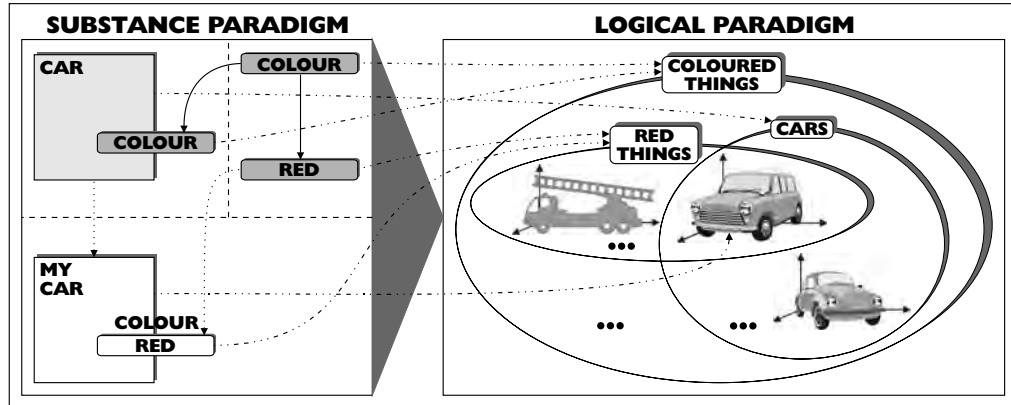 SUBSTANCE PARADIGM
CAR
COLOUR
COLOUR
RED
MY
CAR
COLOUR
RED
LOGICAL PARADIGM
COLOURED
THINGS
RED
THINGS
CARS
•••
•••
•••